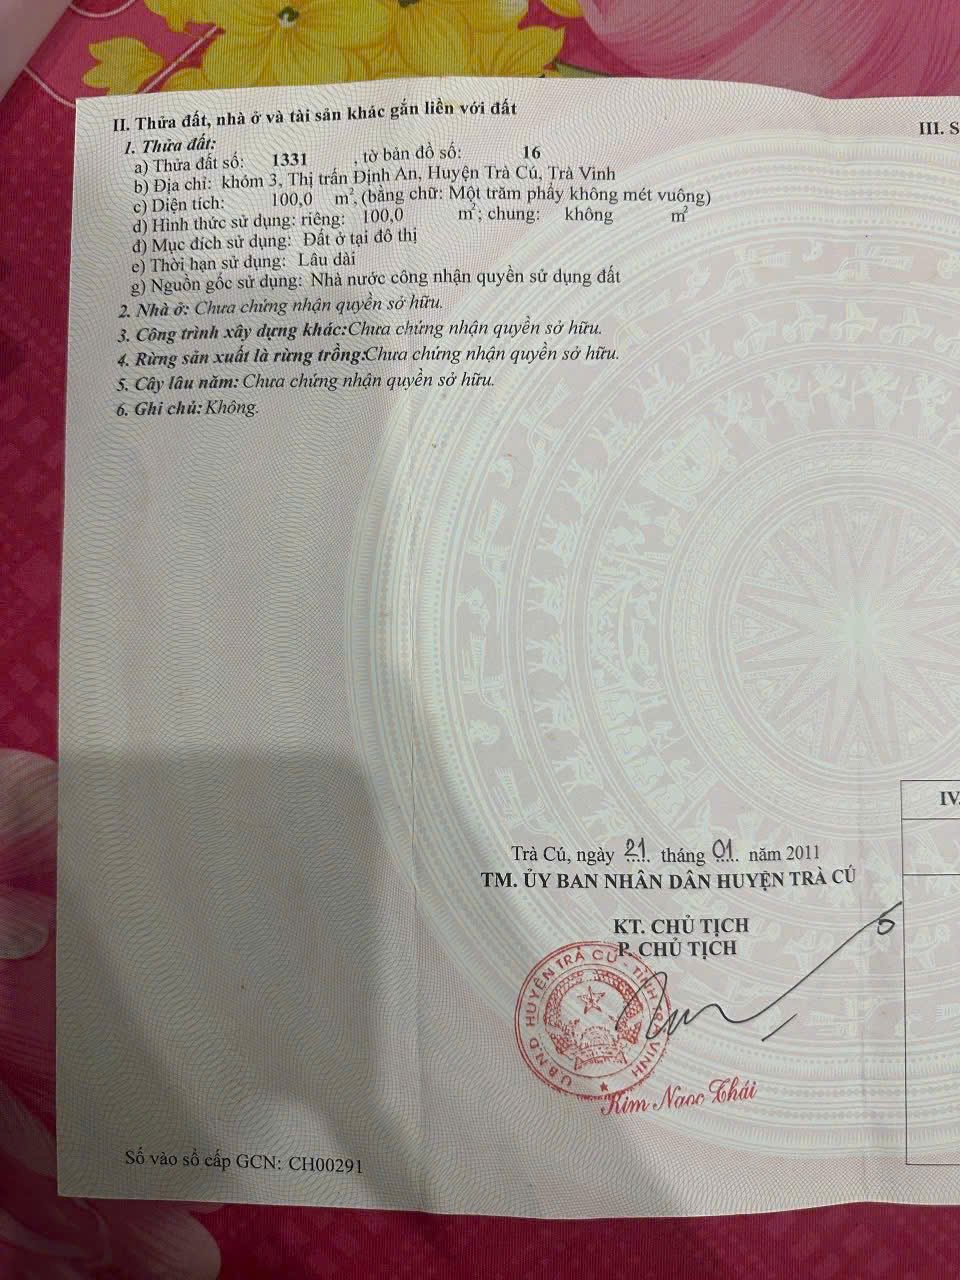 II. Thửa đất, nhà ở và tài sản khác gắn liền với đất
1. Thửa đất:
a) Thửa đất số: 1331 , tờ bản đồ số: 16
b) Địa chỉ: khóm 3, Thị trấn Định An, Huyện Trà Cú, Trà Vinh
c) Diện tích: 100,0 m², (bằng chữ: Một trăm phẩy không mét vuông)
d) Hình thức sử dụng: riêng: 100,0 m²; chung: không m²
đ) Mục đích sử dụng: Đất ở tại đô thị
e) Thời hạn sử dụng: Lâu dài
g) Nguồn gốc sử dụng: Nhà nước công nhận quyền sử dụng đất
2. Nhà ở: Chưa chứng nhận quyền sở hữu.
3. Công trình xây dựng khác:Chưa chứng nhận quyền sở hữu.
4. Rừng sản xuất là rừng trồng:Chưa chứng nhận quyền sở hữu.
5. Cây lâu năm: Chưa chứng nhận quyền sở hữu.
6. Ghi chú: Không.
III. S
IV.
Trà Cú, ngày 21. tháng 01. năm 2011
TM. ỦY BAN NHÂN DÂN HUYỆN TRÀ CÚ
KT. CHỦ TỊCH
P. CHỦ TỊCH
U.B.N.D HUYỆN TRÀ CÚ - TỈNH TRÀ VINH
Kim Ngọc Thái
Số vào sổ cấp GCN: CH00291